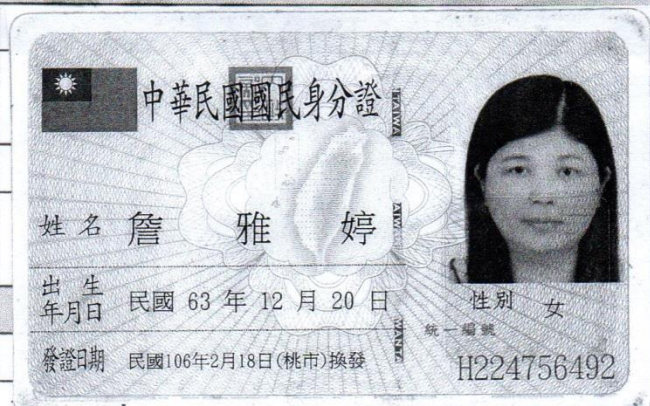 中華民國國民身分證
姓名 詹雅婷
出生年月日 民國 63 年 12 月 20 日
性別 女
統一編號
發證日期 民國106年2月18日(桃市)換發
H224756492